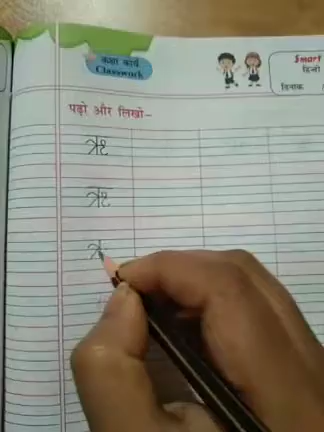 कक्षा कार्य
Classwork
Smart
हिन्दी
दिनांक
पढ़ो और लिखो–
ऋ
ऋ